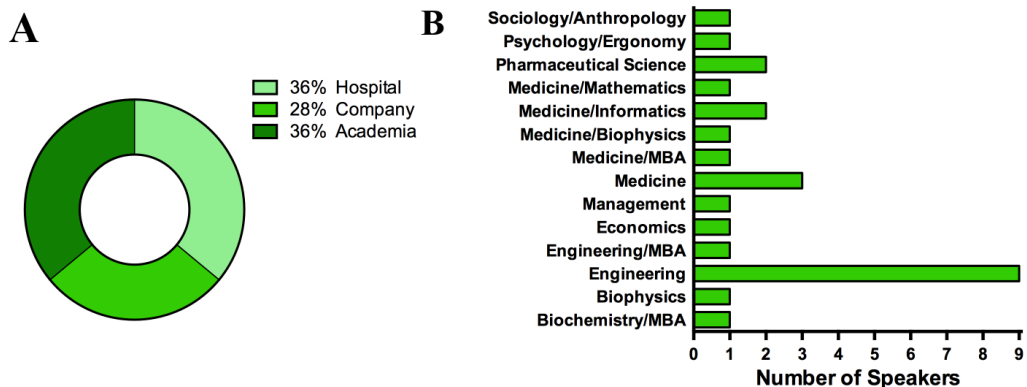 A
36% Hospital
28% Company
36% Academia
B
Sociology/Anthropology
Psychology/Ergonomy
Pharmaceutical Science
Medicine/Mathematics
Medicine/Informatics
Medicine/Biophysics
Medicine/MBA
Medicine
Management
Economics
Engineering/MBA
Engineering
Biophysics
Biochemistry/MBA
0 1 2 3 4 5 6 7 8 9
Number of Speakers